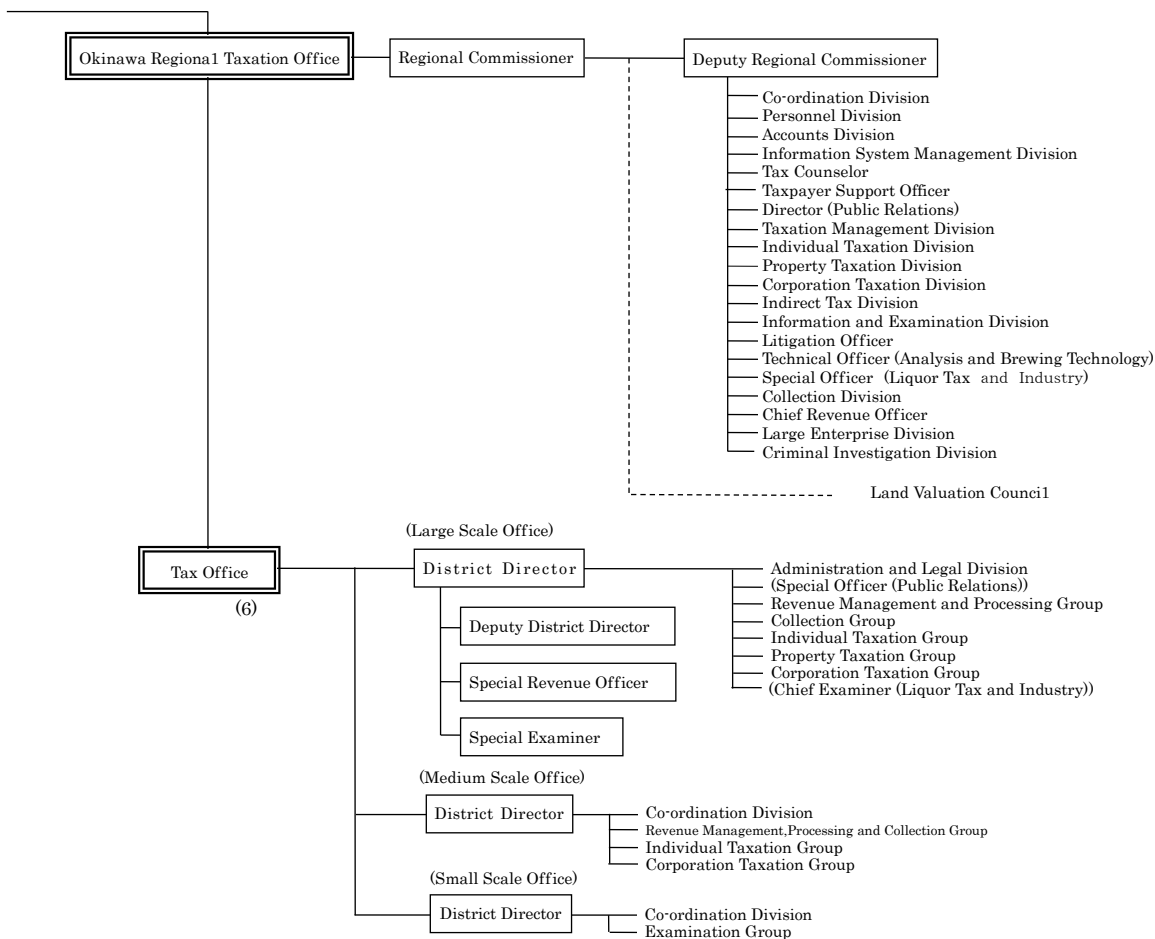 Okinawa Regiona1 Taxation Office
Regional Commissioner
Deputy Regional Commissioner
Co-ordination Division
Personnel Division
Accounts Division
Information System Management Division
Tax Counselor
Taxpayer Support Officer
Director (Public Relations)
Taxation Management Division
Individual Taxation Division
Property Taxation Division
Corporation Taxation Division
Indirect Tax Division
Information and Examination Division
Litigation Officer
Technical Officer (Analysis and Brewing Technology)
Special Officer (Liquor Tax and Industry)
Collection Division
Chief Revenue Officer
Large Enterprise Division
Criminal Investigation Division
Land Valuation Counci1
Tax Office
(6)
(Large Scale Office)
District Director
Deputy District Director
Special Revenue Officer
Special Examiner
Administration and Legal Division
(Special Officer (Public Relations))
Revenue Management and Processing Group
Collection Group
Individual Taxation Group
Property Taxation Group
Corporation Taxation Group
(Chief Examiner (Liquor Tax and Industry))
(Medium Scale Office)
District Director
Co-ordination Division
Revenue Management,Processing and Collection Group
Individual Taxation Group
Corporation Taxation Group
(Small Scale Office)
District Director
Co-ordination Division
Examination Group